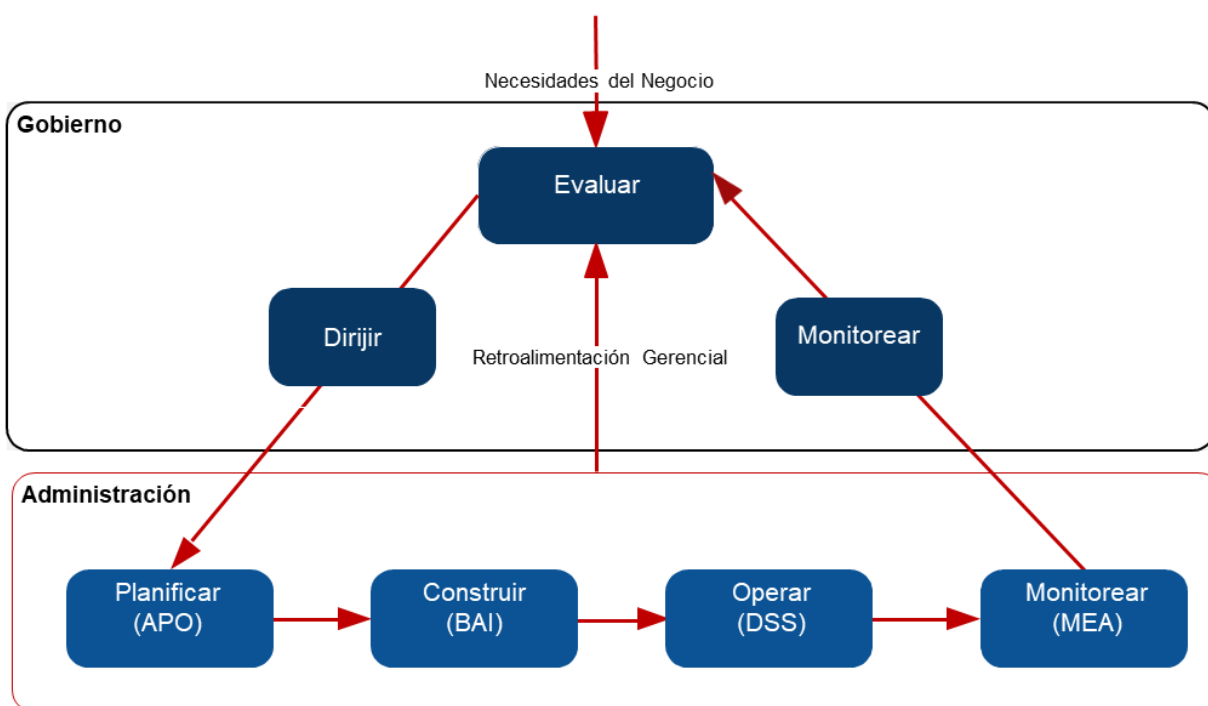 Necesidades del Negocio
Gobierno
Evaluar
Dirijir
Monitorear
Retroalimentación Gerencial
Administración
Planificar
(APO)
Construir
(BAI)
Operar
(DSS)
Monitorear
(MEA)